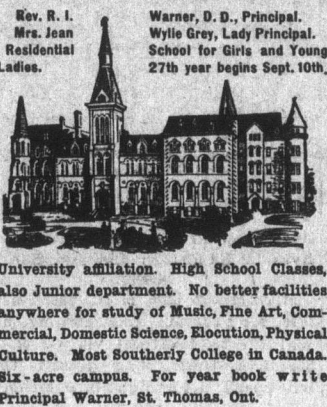 Rev. R. I. Warner, D. D., Principal.
Mrs. Jean Wylie Grey, Lady Principal.
Residential School for Girls and Young
Ladies. 27th year begins Sept. 10th.
University affiliation. High School Classes,
also Junior department. No better facilities
anywhere for study of Music, Fine Art, Com-
mercial, Domestic Science, Elocution, Physical
Culture. Most Southerly College in Canada.
Six-acre campus. For year book write
Principal Warner, St. Thomas, Ont.